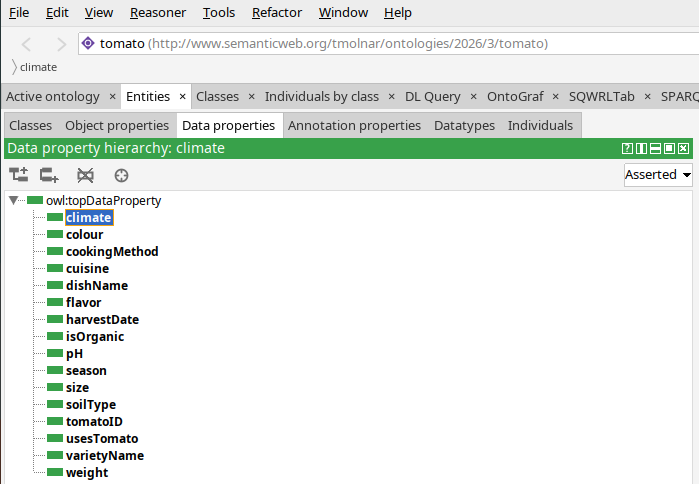 File Edit View Reasoner Tools Refactor Window Help
tomato (http://www.semanticweb.org/tmolnar/ontologies/2026/3/tomato)
climate
Active ontology × Entities × Classes × Individuals by class × DL Query × OntoGraf × SQWRLTab × SPARQ
Classes Object properties Data properties Annotation properties Datatypes Individuals
Data property hierarchy: climate
Asserted
owl:topDataProperty
climate
colour
cookingMethod
cuisine
dishName
flavor
harvestDate
isOrganic
pH
season
size
soilType
tomatoID
usesTomato
varietyName
weight